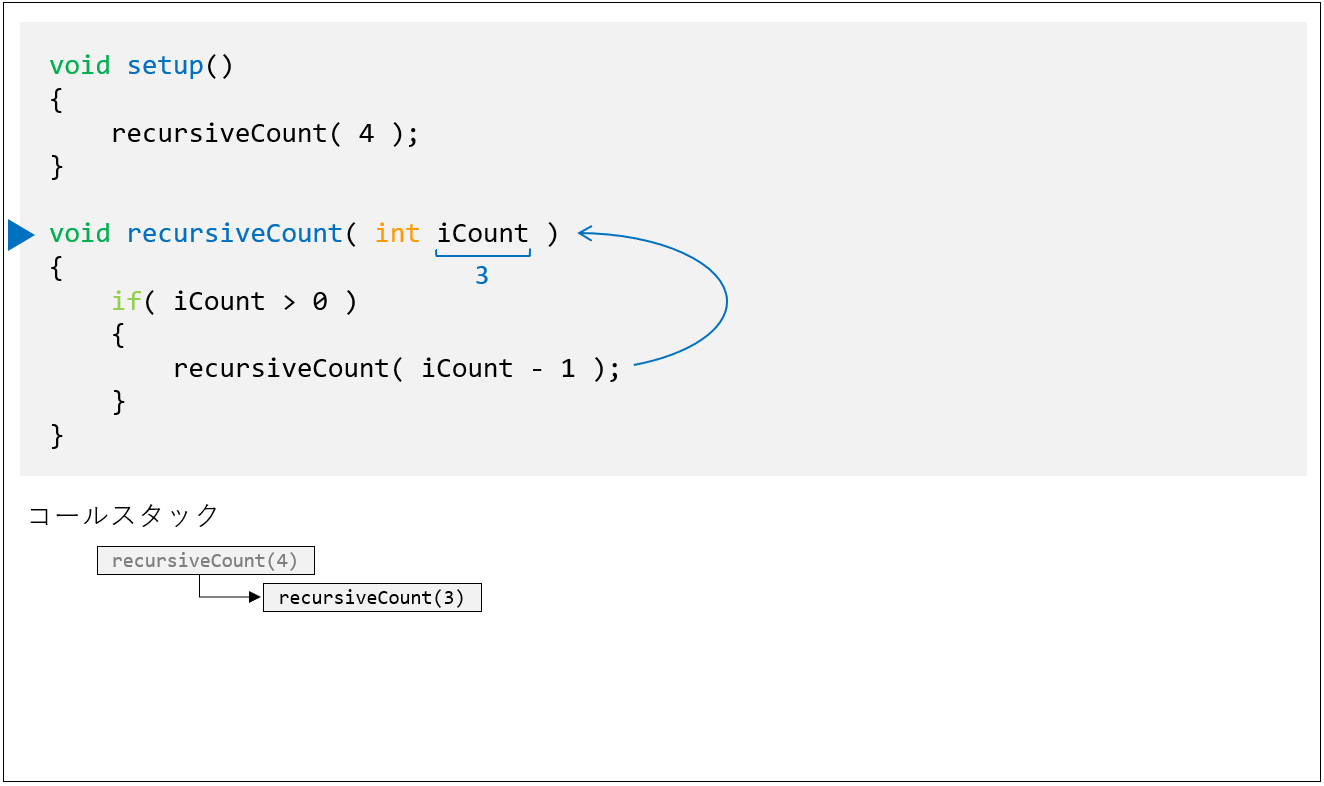 void setup()
{
    recursiveCount( 4 );
}
void recursiveCount( int iCount )
{
3
    if( iCount > 0 )
    {
        recursiveCount( iCount - 1 );
    }
}
コールスタック
recursiveCount(4)
recursiveCount(3)